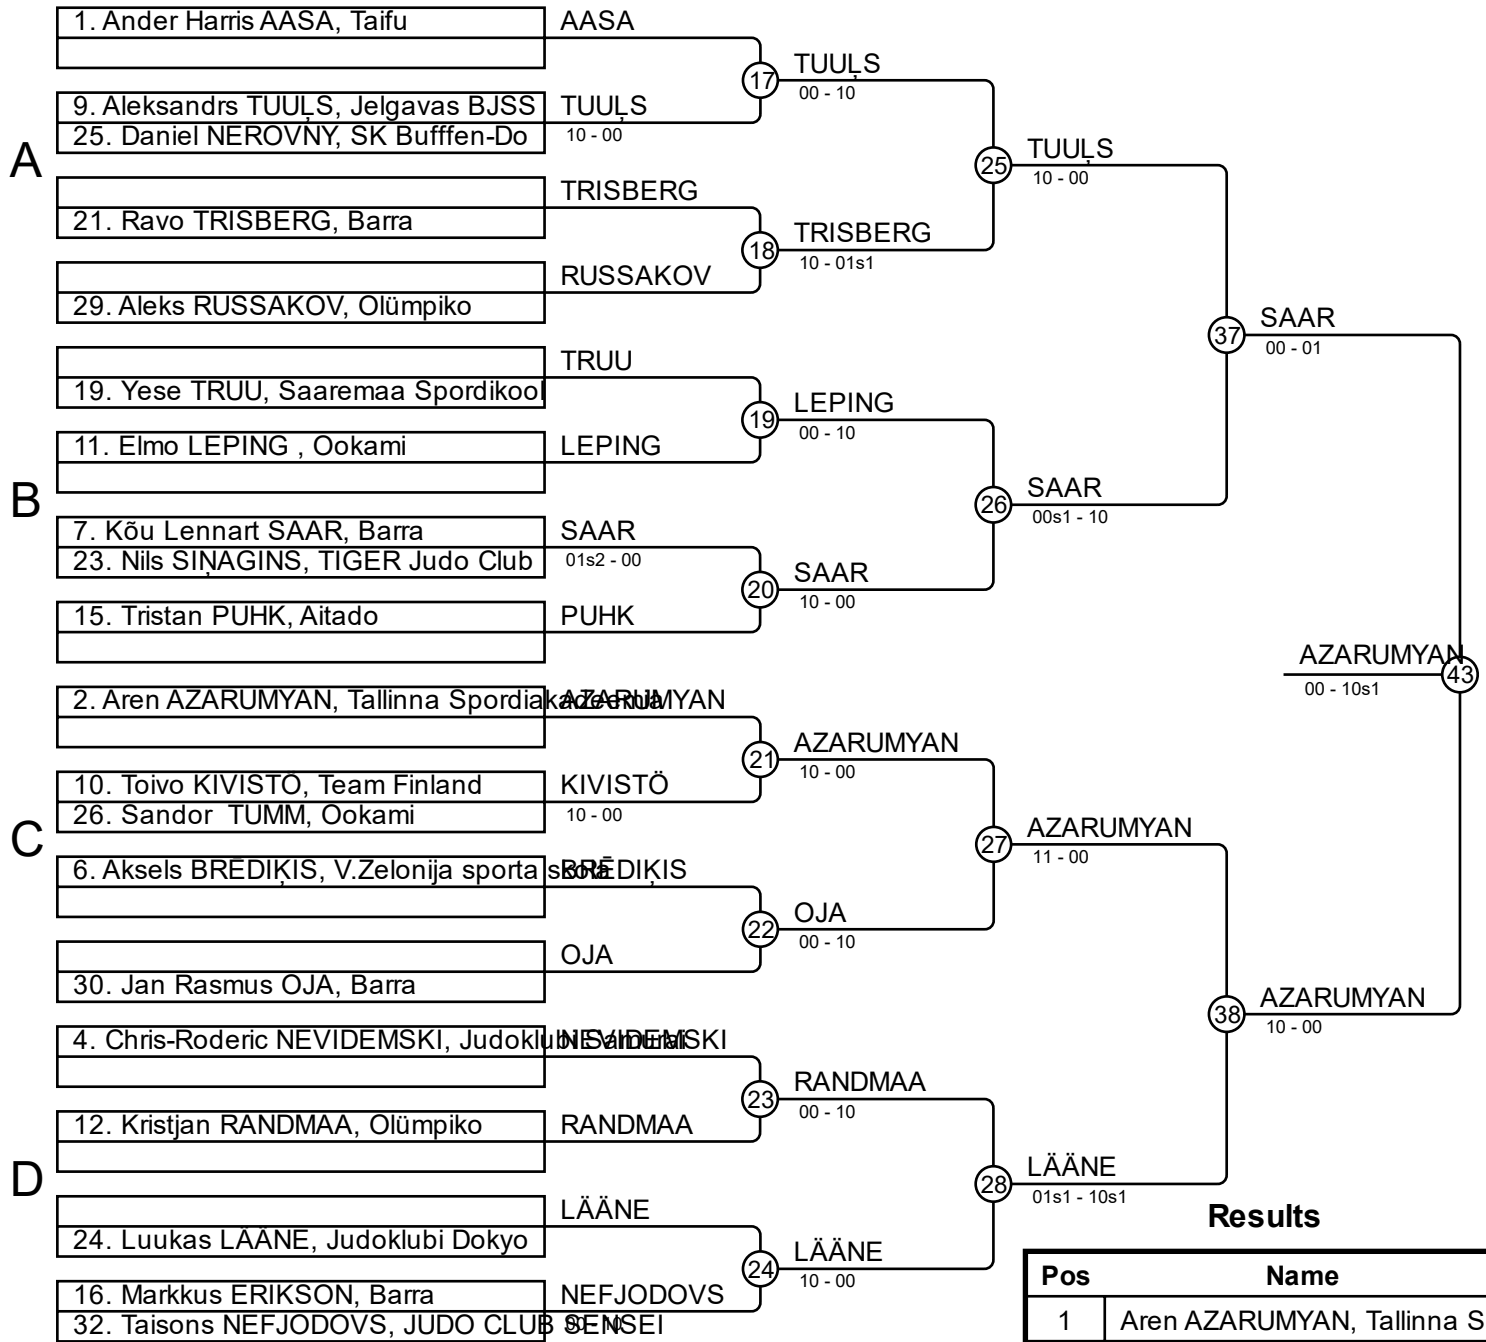 1. Ander Harris AASA, Taifu
AASA
17
TUUĻS
00 - 10
9. Aleksandrs TUUĻS, Jelgavas BJSS
25. Daniel NEROVNY, SK Bufffen-Do
TUUĻS
10 - 00
A
25
TUUĻS
10 - 00
21. Ravo TRISBERG, Barra
TRISBERG
18
TRISBERG
10 - 01s1
29. Aleks RUSSAKOV, Olümpiko
RUSSAKOV
37
SAAR
00 - 01
19. Yese TRUU, Saaremaa Spordikool
TRUU
19
LEPING
00 - 10
11. Elmo LEPING , Ookami
LEPING
B
26
SAAR
00s1 - 10
7. Kõu Lennart SAAR, Barra
23. Nils SIŅAGINS, TIGER Judo Club
SAAR
01s2 - 00
20
SAAR
10 - 00
15. Tristan PUHK, Aitado
PUHK
AZARUMYAN
43
00 - 10s1
2. Aren AZARUMYAN, Tallinna Spordiakadeemia
AZARUMYAN
21
AZARUMYAN
10 - 00
10. Toivo KIVISTÖ, Team Finland
26. Sandor  TUMM, Ookami
KIVISTÖ
10 - 00
C
27
AZARUMYAN
11 - 00
6. Aksels BRĒDIĶIS, V.Zelonija sporta skola
BRĒDIĶIS
22
OJA
00 - 10
30. Jan Rasmus OJA, Barra
OJA
38
AZARUMYAN
10 - 00
4. Chris-Roderic NEVIDEMSKI, Judoklubi Samurai
NEVIDEMSKI
23
RANDMAA
00 - 10
12. Kristjan RANDMAA, Olümpiko
RANDMAA
D
28
LÄÄNE
01s1 - 10s1
24. Luukas LÄÄNE, Judoklubi Dokyo
LÄÄNE
24
LÄÄNE
10 - 00
16. Markkus ERIKSON, Barra
32. Taisons NEFJODOVS, JUDO CLUB SENSEI
NEFJODOVS
00 - 10
Results
Pos Name
1 Aren AZARUMYAN, Tallinna S